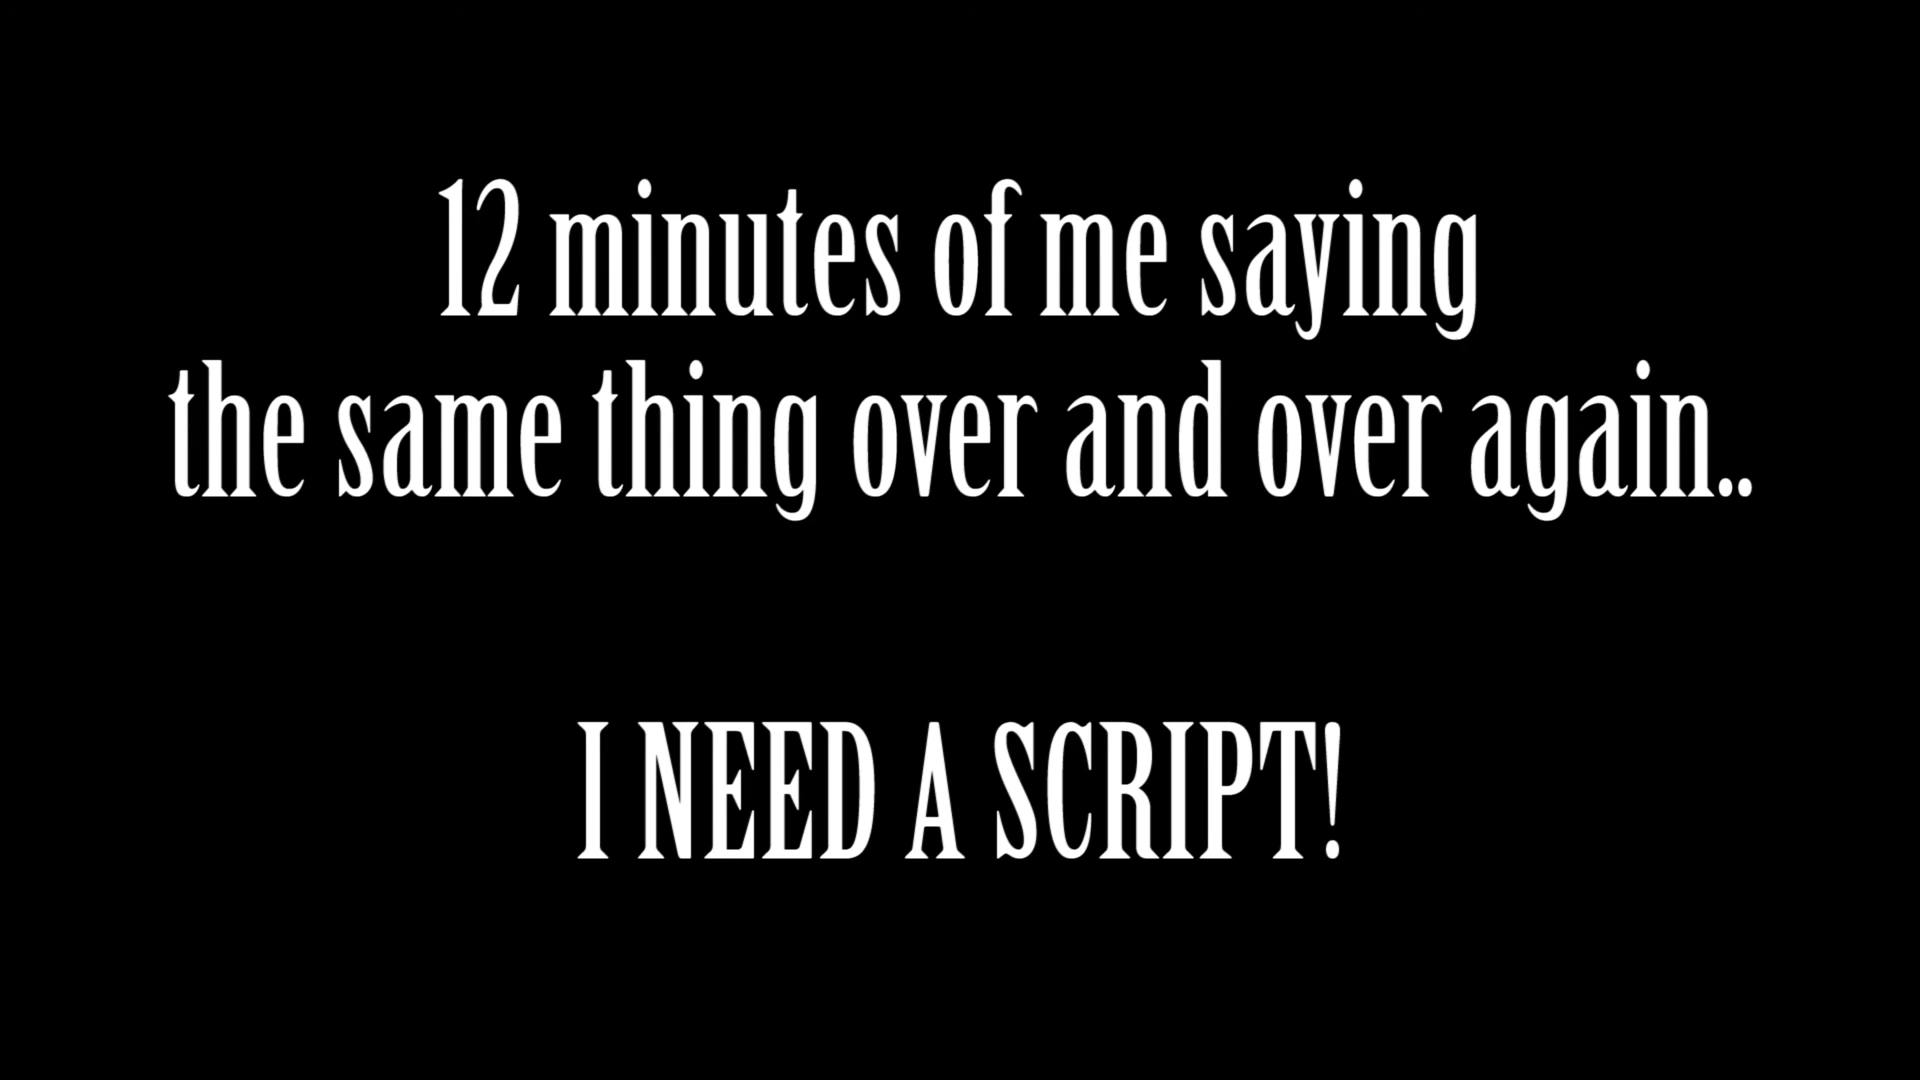 12 minutes of me saying
the same thing over and over again..
I NEED A SCRIPT!